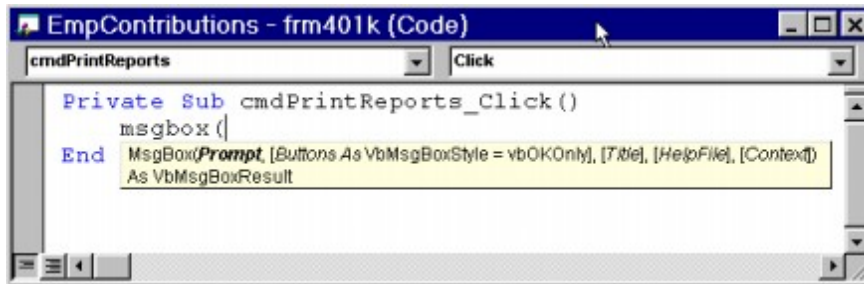 EmpContributions - frm401k (Code)
cmdPrintReports Click
Private Sub cmdPrintReports_Click()
msgbox(
End
MsgBox(Prompt, [Buttons As VbMsgBoxStyle = vbOKOnly], [Title], [HelpFile], [Context])
As VbMsgBoxResult